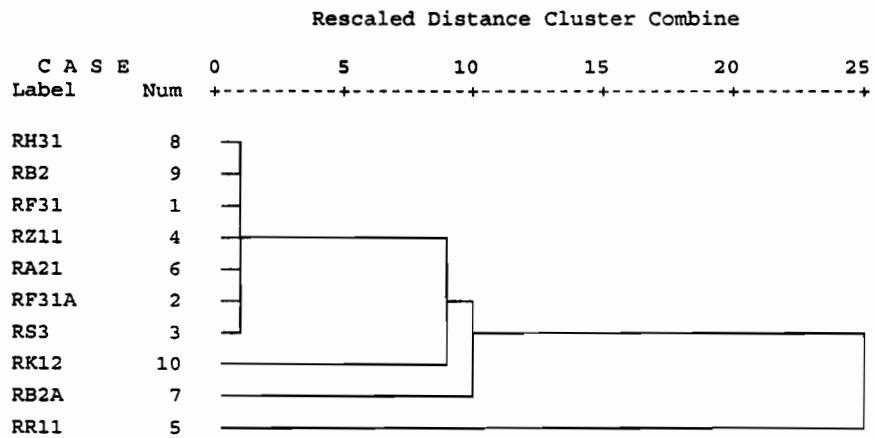 Rescaled Distance Cluster Combine
C A S E 0 5 10 15 20 25
Label Num +---------+---------+---------+---------+---------+
RH31 8
RB2 9
RF31 1
RZ11 4
RA21 6
RF31A 2
RS3 3
RK12 10
RB2A 7
RR11 5